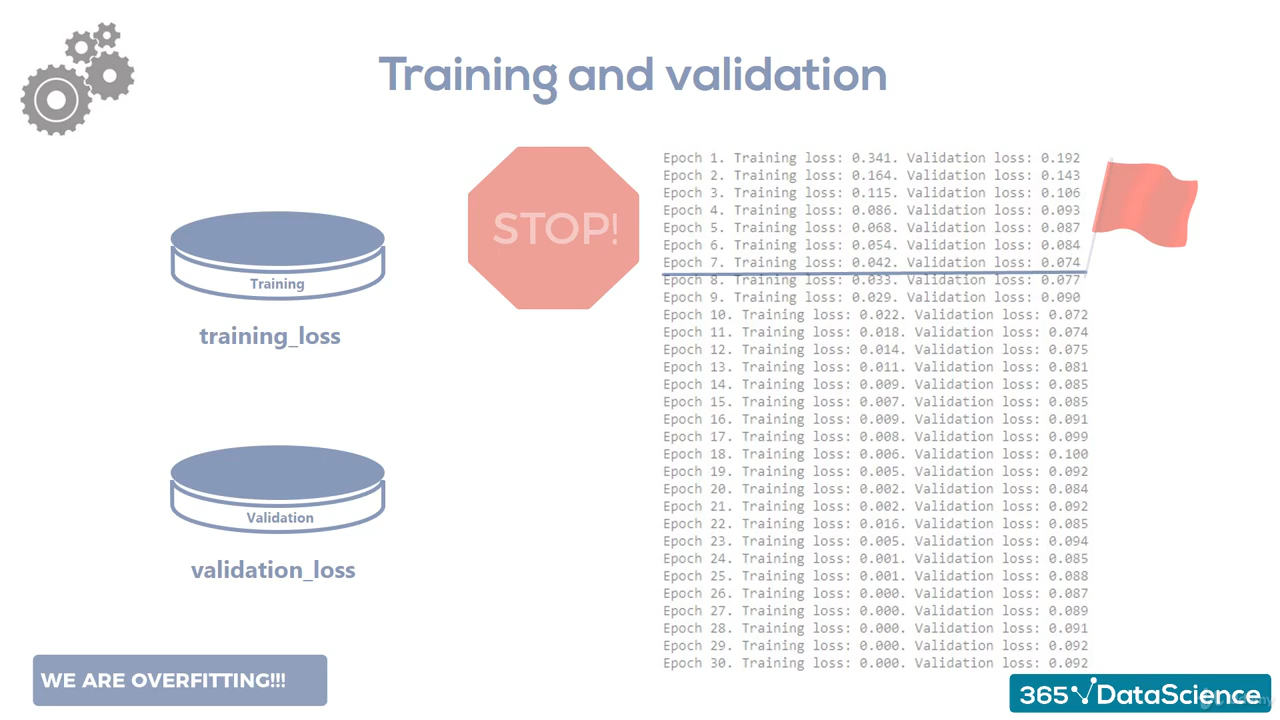 Training and validation
STOP!
Training
training_loss
Validation
validation_loss
Epoch 1. Training loss: 0.341. Validation loss: 0.192
Epoch 2. Training loss: 0.164. Validation loss: 0.143
Epoch 3. Training loss: 0.115. Validation loss: 0.106
Epoch 4. Training loss: 0.086. Validation loss: 0.093
Epoch 5. Training loss: 0.068. Validation loss: 0.087
Epoch 6. Training loss: 0.054. Validation loss: 0.084
Epoch 7. Training loss: 0.042. Validation loss: 0.074
Epoch 8. Training loss: 0.033. Validation loss: 0.077
Epoch 9. Training loss: 0.029. Validation loss: 0.090
Epoch 10. Training loss: 0.022. Validation loss: 0.072
Epoch 11. Training loss: 0.018. Validation loss: 0.074
Epoch 12. Training loss: 0.014. Validation loss: 0.075
Epoch 13. Training loss: 0.011. Validation loss: 0.081
Epoch 14. Training loss: 0.009. Validation loss: 0.085
Epoch 15. Training loss: 0.007. Validation loss: 0.085
Epoch 16. Training loss: 0.009. Validation loss: 0.091
Epoch 17. Training loss: 0.008. Validation loss: 0.099
Epoch 18. Training loss: 0.006. Validation loss: 0.100
Epoch 19. Training loss: 0.005. Validation loss: 0.092
Epoch 20. Training loss: 0.002. Validation loss: 0.084
Epoch 21. Training loss: 0.002. Validation loss: 0.092
Epoch 22. Training loss: 0.016. Validation loss: 0.085
Epoch 23. Training loss: 0.005. Validation loss: 0.094
Epoch 24. Training loss: 0.001. Validation loss: 0.085
Epoch 25. Training loss: 0.001. Validation loss: 0.088
Epoch 26. Training loss: 0.000. Validation loss: 0.087
Epoch 27. Training loss: 0.000. Validation loss: 0.089
Epoch 28. Training loss: 0.000. Validation loss: 0.091
Epoch 29. Training loss: 0.000. Validation loss: 0.092
Epoch 30. Training loss: 0.000. Validation loss: 0.092
WE ARE OVERFITTING!!!
365 DataScience